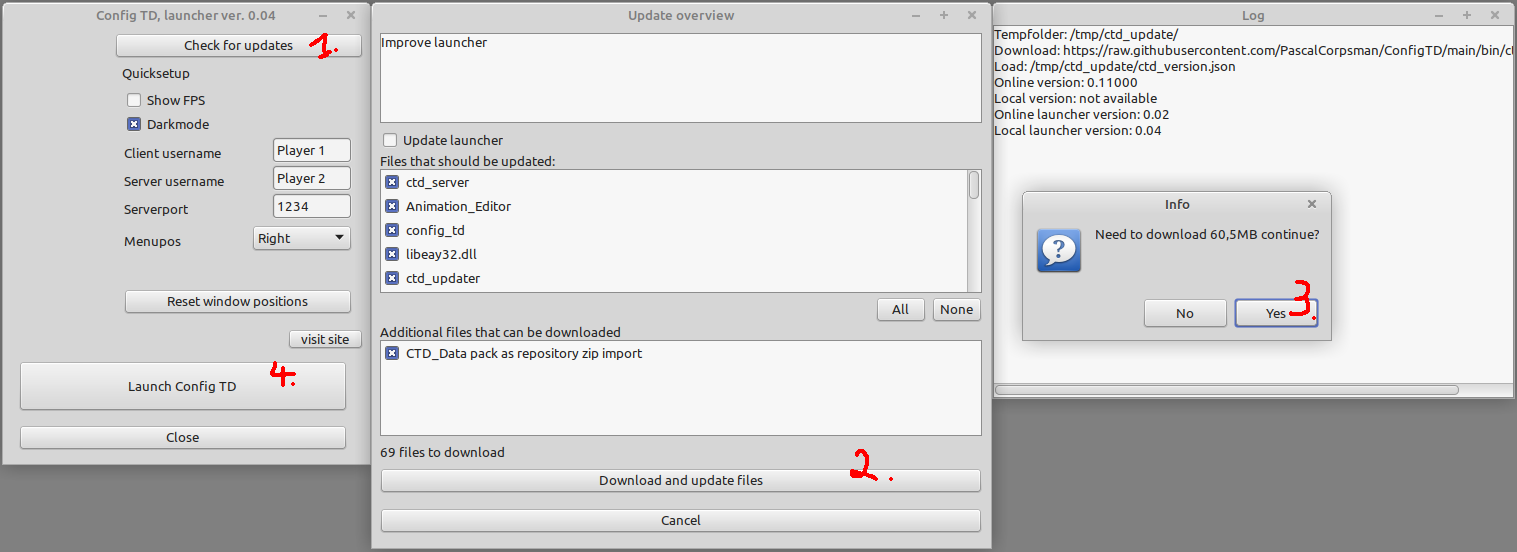 Config TD, launcher ver. 0.04
Check for updates
1.
Quicksetup
Show FPS
Darkmode
Client username
Player 1
Server username
Player 2
Serverport
1234
Menupos
Right
Reset window positions
visit site
Launch Config TD
4.
Close
Update overview
Improve launcher
Update launcher
Files that should be updated:
ctd_server
Animation_Editor
config_td
libeay32.dll
ctd_updater
All
None
Additional files that can be downloaded
CTD_Data pack as repository zip import
69 files to download
2.
Download and update files
Cancel
Log
Tempfolder: /tmp/ctd_update/
Download: https://raw.githubusercontent.com/PascalCorpsman/ConfigTD/main/bin/ct
Load: /tmp/ctd_update/ctd_version.json
Online version: 0.11000
Local version: not available
Online launcher version: 0.02
Local launcher version: 0.04
Info
Need to download 60,5MB continue?
No
Yes
3.